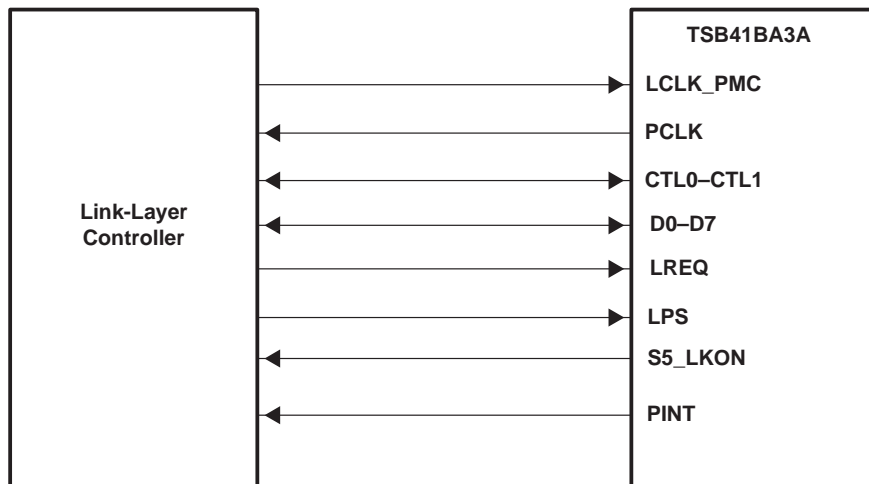 TSB41BA3A
LCLK_PMC
PCLK
CTL0–CTL1
Link-Layer
Controller
D0–D7
LREQ
LPS
S5_LKON
PINT